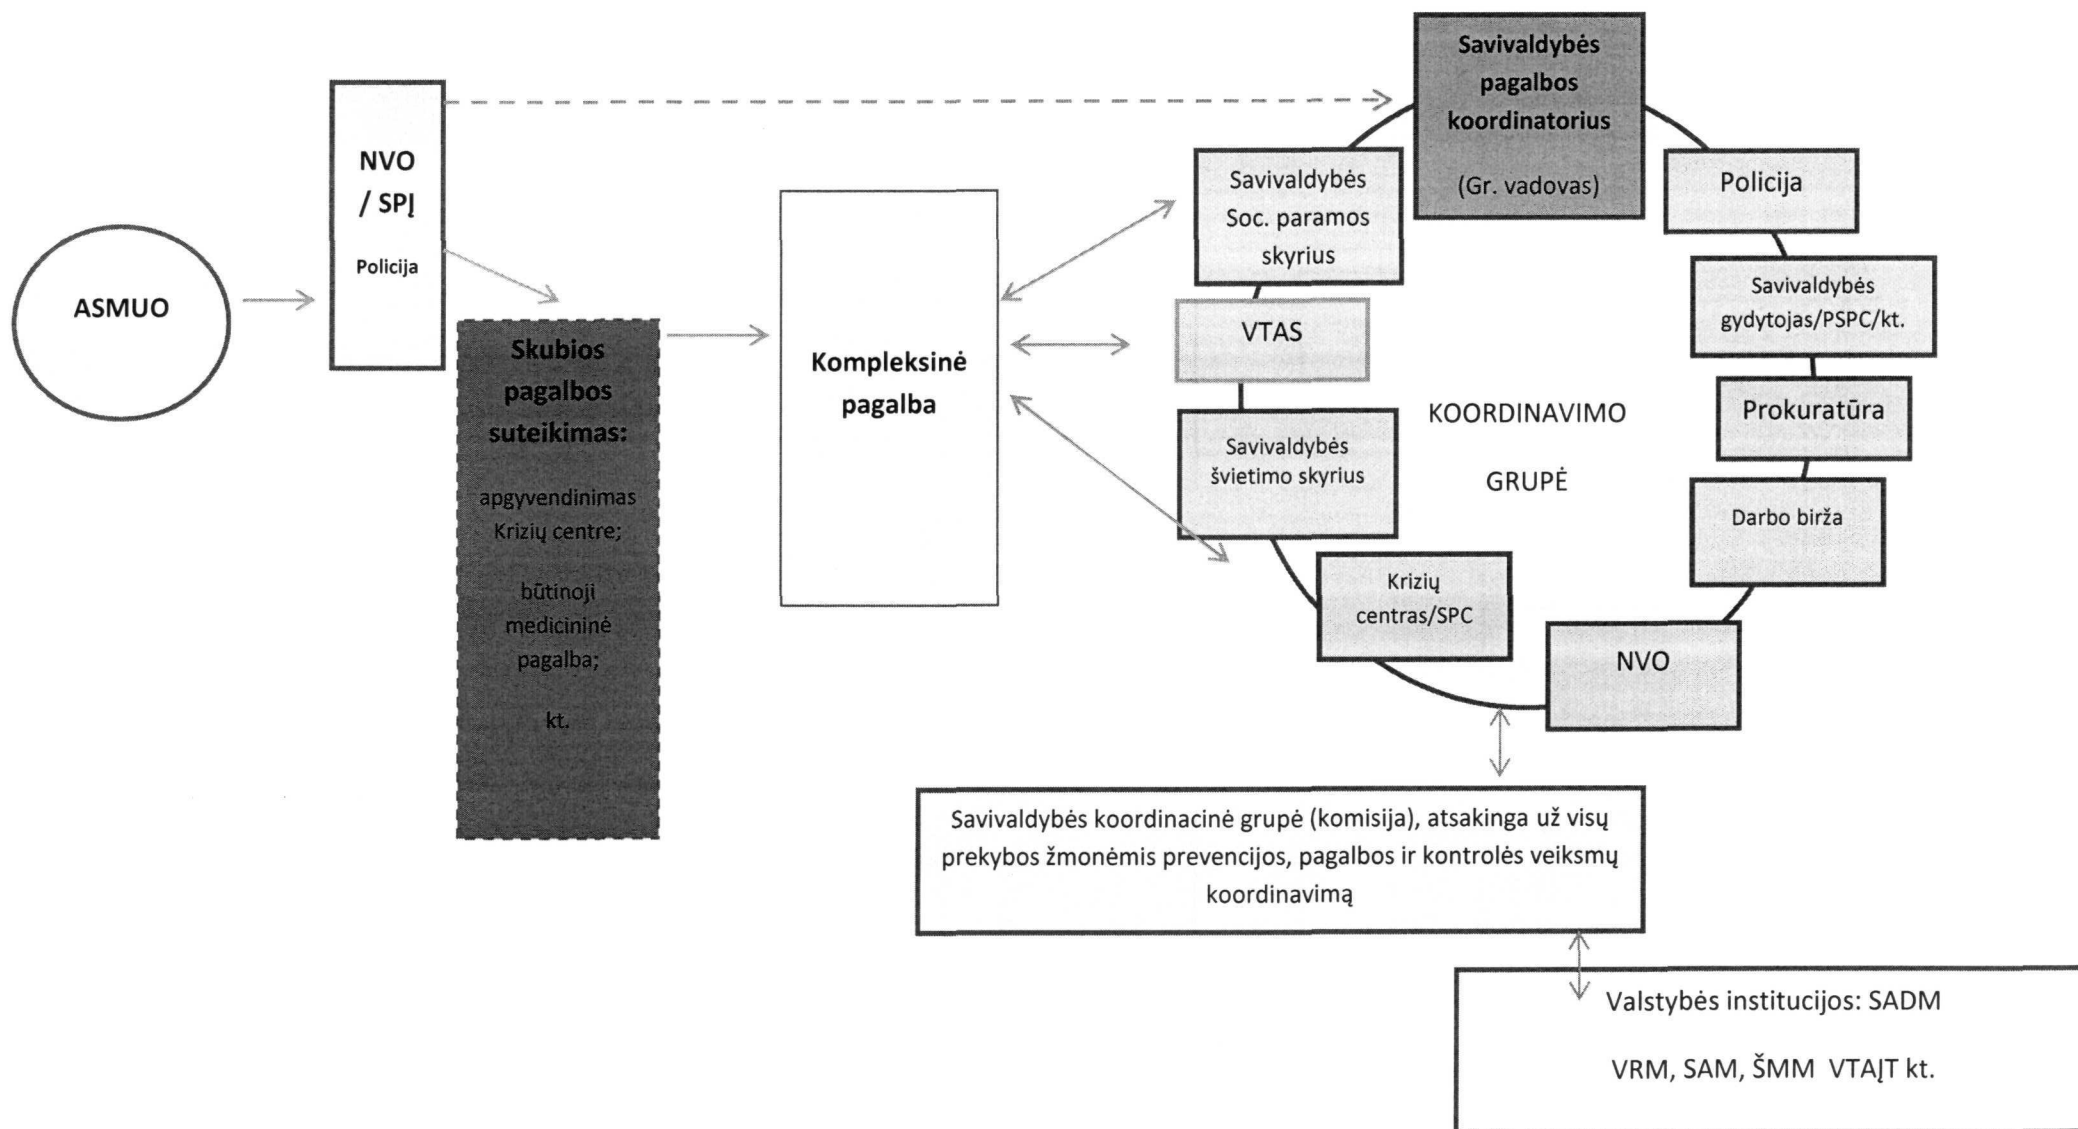 ASMUO
NVO
/ SPĮ
Policija
Skubios
pagalbos
suteikimas:
apgyvendinimas
Krizių centre;
būtinoji
medicininė
pagalba;
kt.
Kompleksinė
pagalba
Savivaldybės
pagalbos
koordinatorius
(Gr. vadovas)
Savivaldybės
Soc. paramos
skyrius
VTAS
Savivaldybės
švietimo skyrius
Krizių
centras/SPC
NVO
Darbo birža
Prokuratūra
Savivaldybės
gydytojas/PSPC/kt.
Policija
KOORDINAVIMO
GRUPĖ
Savivaldybės koordinacinė grupė (komisija), atsakinga už visų
prekybos žmonėmis prevencijos, pagalbos ir kontrolės veiksmų
koordinavimą
Valstybės institucijos: SADM
VRM, SAM, ŠMM VTAĮT kt.